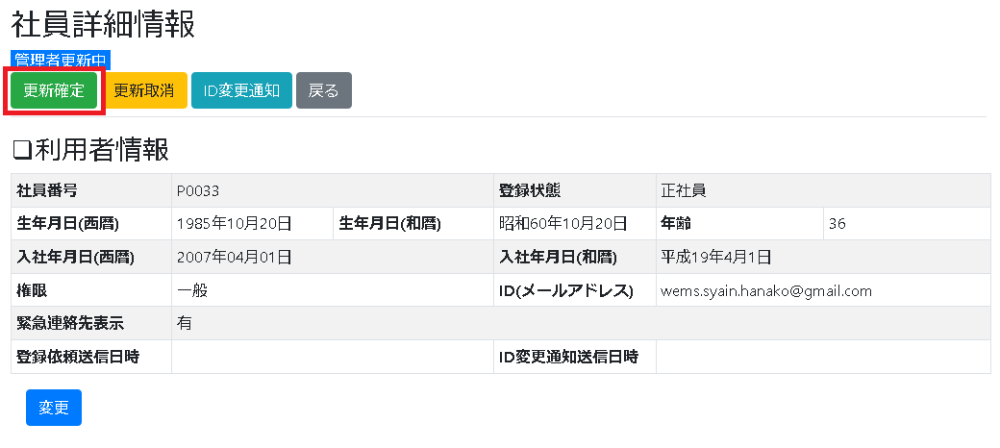 社員詳細情報
管理者更新中
更新確定 更新取消 ID変更通知 戻る
❏利用者情報
社員番号 P0033 登録状態 正社員
生年月日(西暦) 1985年10月20日 生年月日(和暦) 昭和60年10月20日 年齢 36
入社年月日(西暦) 2007年04月01日 入社年月日(和暦) 平成19年4月1日
権限 一般 ID(メールアドレス) wems.syain.hanako@gmail.com
緊急連絡先表示 有
登録依頼送信日時 ID変更通知送信日時
変更